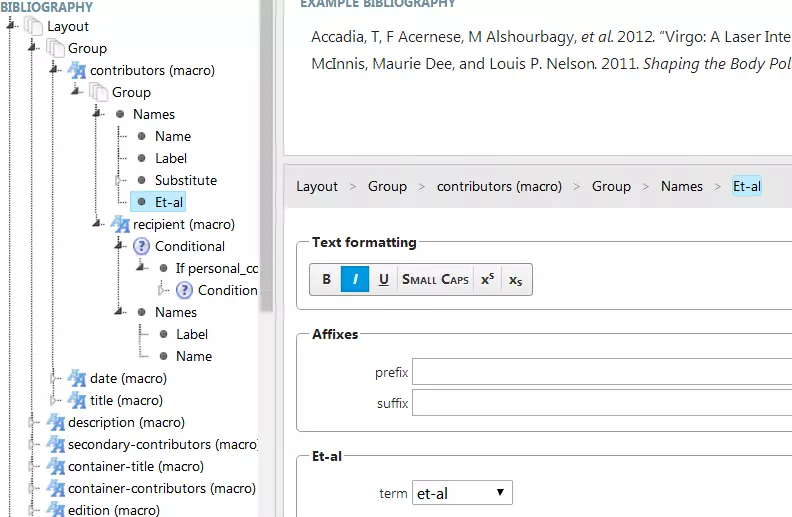 BIBLIOGRAPHY
Layout
Group
contributors (macro)
Group
Names
Name
Label
Substitute
Et-al
recipient (macro)
Conditional
If personal_cc
Condition
Names
Label
Name
date (macro)
title (macro)
description (macro)
secondary-contributors (macro)
container-title (macro)
container-contributors (macro)
edition (macro)
EXAMPLE BIBLIOGRAPHY
Accadia, T, F Acernese, M Alshourbagy, et al. 2012. “Virgo: A Laser Inte
McInnis, Maurie Dee, and Louis P. Nelson. 2011. Shaping the Body Pol
Layout > Group > contributors (macro) > Group > Names > Et-al
Text formatting
B I U Small Caps xs xs
Affixes
prefix
suffix
Et-al
term et-al